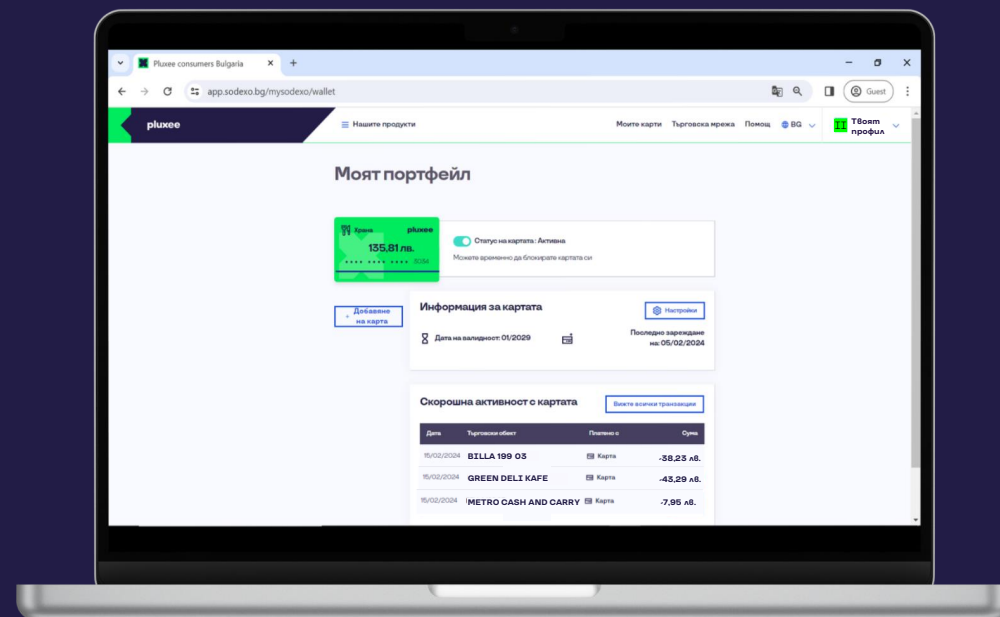 Pluxee consumers Bulgaria
app.sodexo.bg/mysodexo/wallet
Guest
pluxee
Нашите продукти
Моите карти Търговска мрежа Помощ BG Твоят
профил
Моят портфейл
Храна pluxee
135,81 лв.
•••• •••• ••••
Статус на картата: Активна
Можете временно да блокирате картата си
+ Добавяне
на карта
Информация за картата
Настройки
Дата на валидност: 01/2029
Последно зареждане
на: 05/02/2024
Скорошна активност с картата
Вижте всички транзакции
Дата Търговски обект Платено с Сума
15/02/2024 BILLA 199 03 Карта -38,23 лв.
15/02/2024 GREEN DELI KAFE Карта -43,29 лв.
15/02/2024 METRO CASH AND CARRY Карта -7,95 лв.